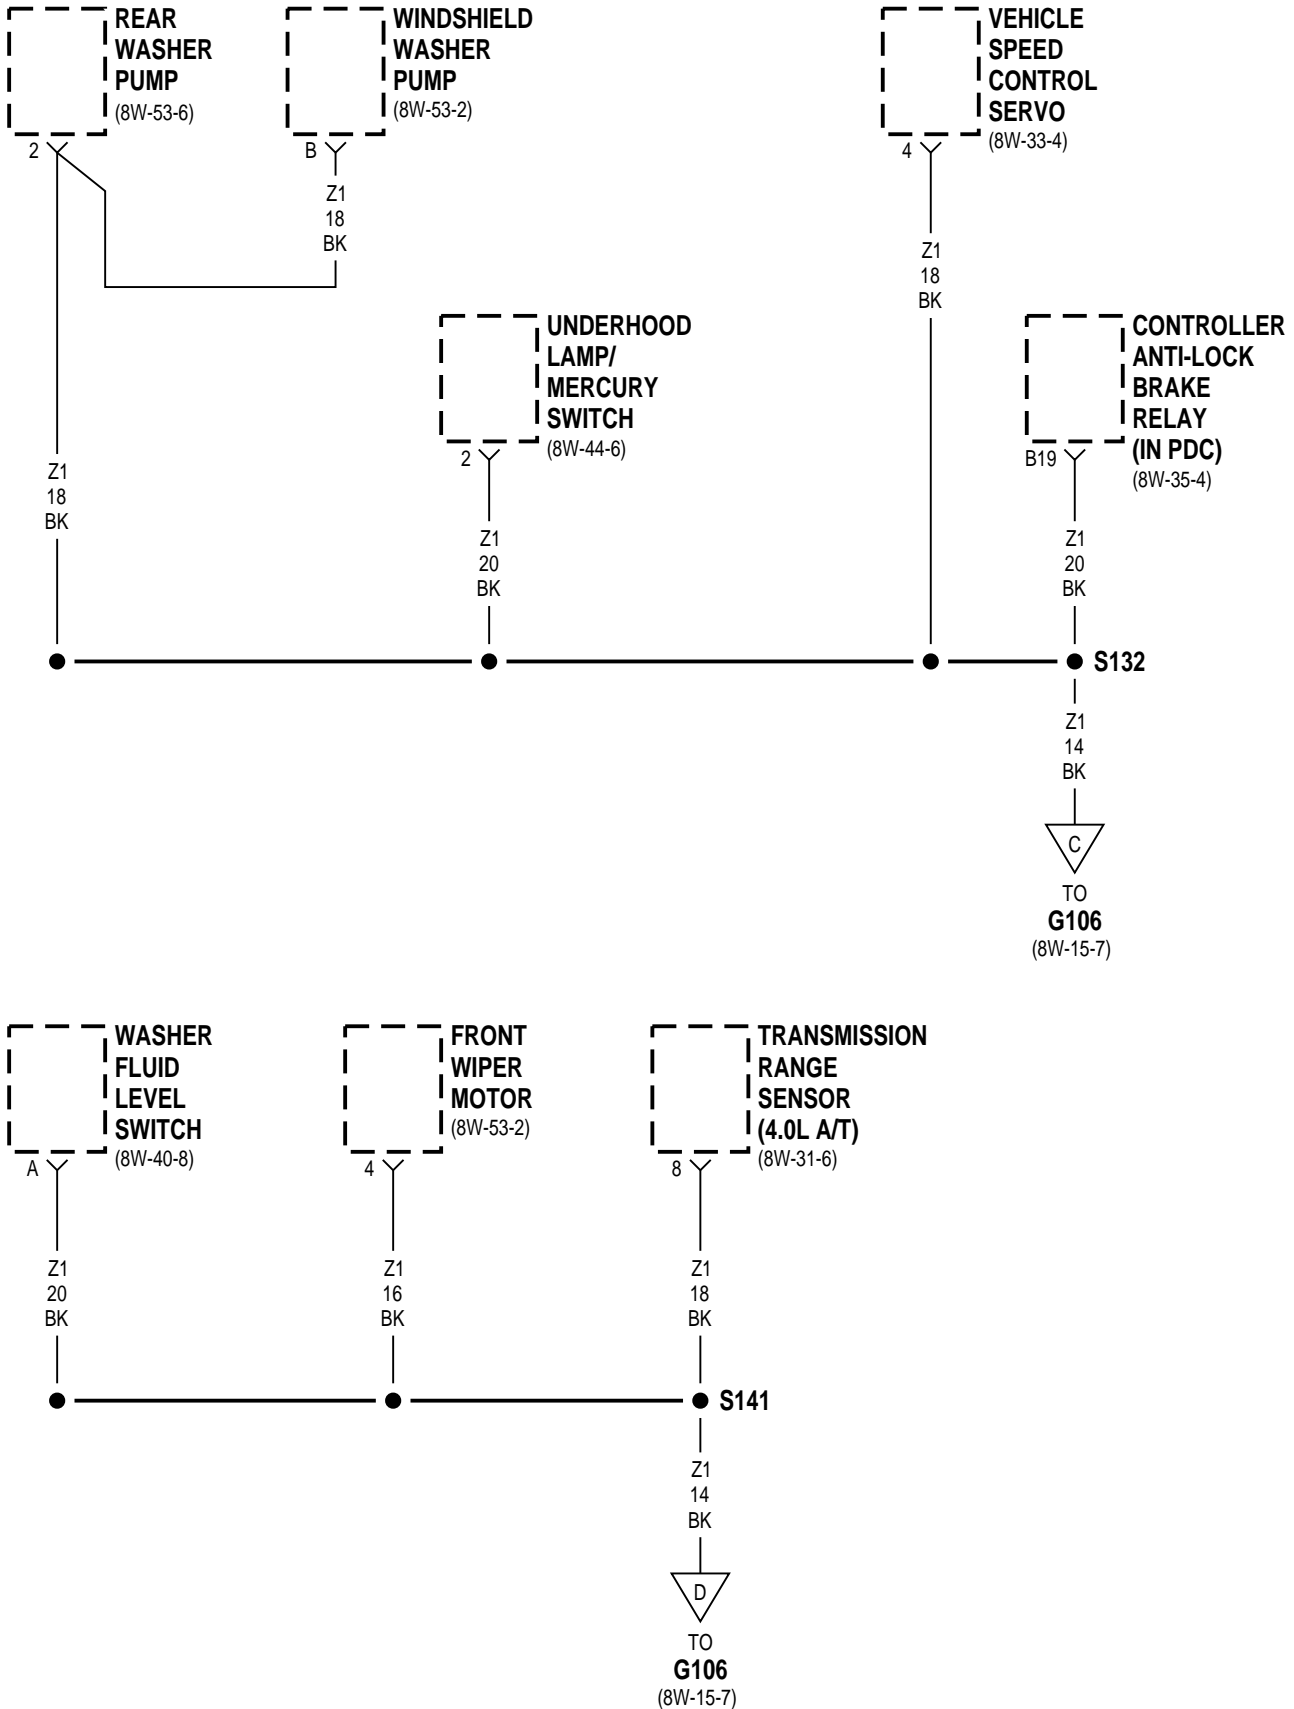 REAR
WASHER
PUMP
(8W-53-6)
2
WINDSHIELD
WASHER
PUMP
(8W-53-2)
B
Z1
18
BK
VEHICLE
SPEED
CONTROL
SERVO
(8W-33-4)
4
Z1
18
BK
UNDERHOOD
LAMP/
MERCURY
SWITCH
(8W-44-6)
2
CONTROLLER
ANTI-LOCK
BRAKE
RELAY
(IN PDC)
(8W-35-4)
B19
Z1
18
BK
Z1
20
BK
Z1
20
BK
S132
Z1
14
BK
C
TO
G106
(8W-15-7)
WASHER
FLUID
LEVEL
SWITCH
(8W-40-8)
A
FRONT
WIPER
MOTOR
(8W-53-2)
4
TRANSMISSION
RANGE
SENSOR
(4.0L A/T)
(8W-31-6)
8
Z1
20
BK
Z1
16
BK
Z1
18
BK
S141
Z1
14
BK
D
TO
G106
(8W-15-7)